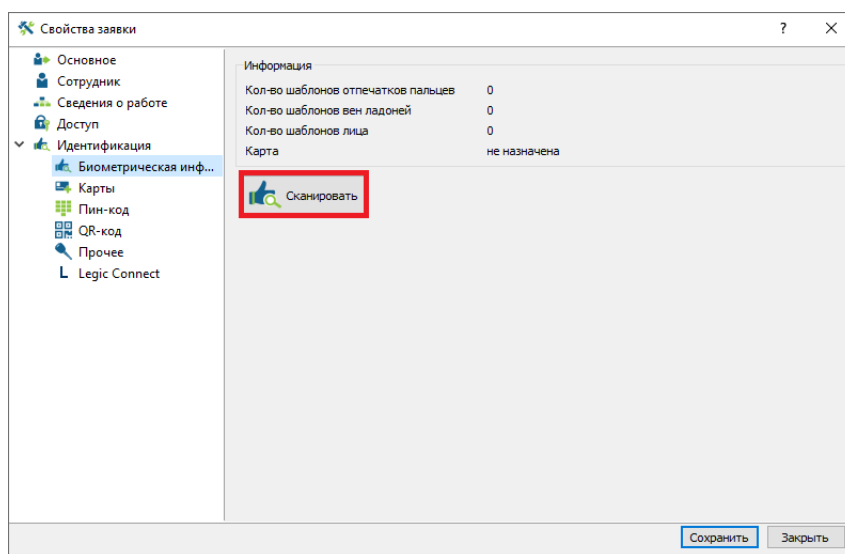 Свойства заявки
?
Основное
Сотрудник
Сведения о работе
Доступ
Идентификация
Биометрическая инф...
Карты
Пин-код
QR-код
Прочее
L Legic Connect
Информация
Кол-во шаблонов отпечатков пальцев 0
Кол-во шаблонов вен ладоней 0
Кол-во шаблонов лица 0
Карта не назначена
Сканировать
Сохранить Закрыть